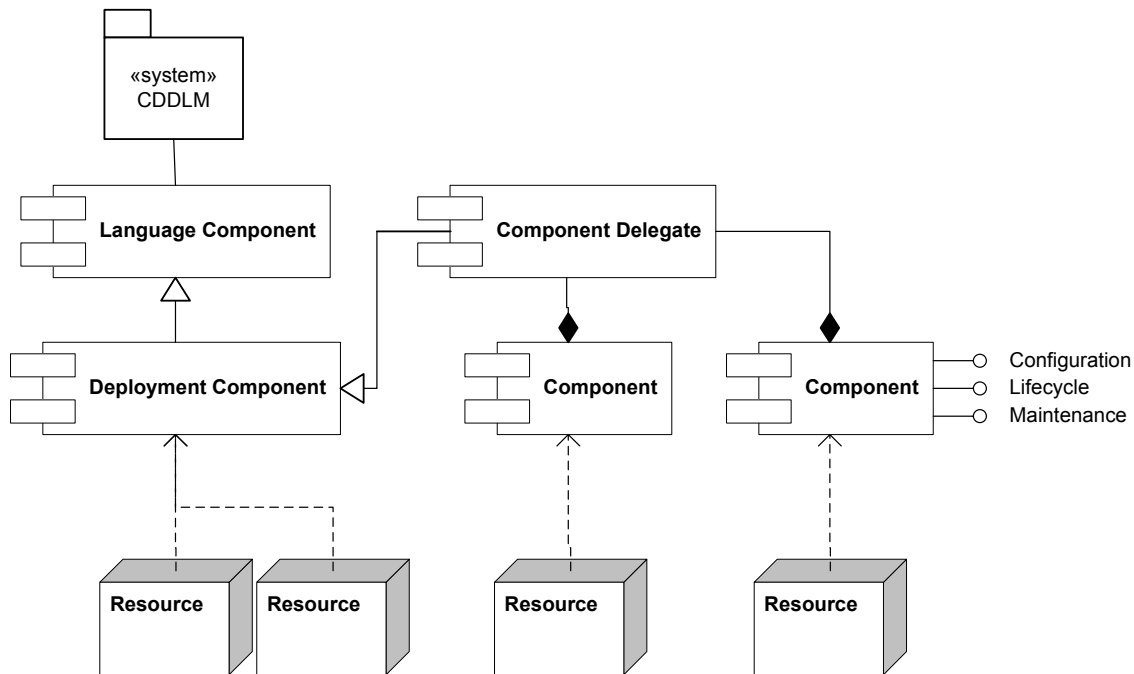 «system»
CDDLM
Language Component
Component Delegate
Deployment Component
Component
Component
Configuration
Lifecycle
Maintenance
Resource
Resource
Resource
Resource